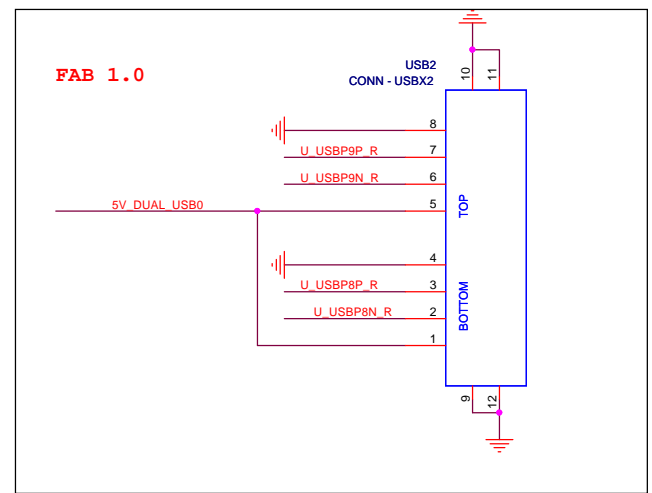 FAB 1.0
USB2
CONN - USBX2
10
11
8
U_USBP9P_R
7
U_USBP9N_R
6
5V_DUAL_USB0
5
TOP
4
U_USBP8P_R
3
U_USBP8N_R
2
BOTTOM
1
9
12